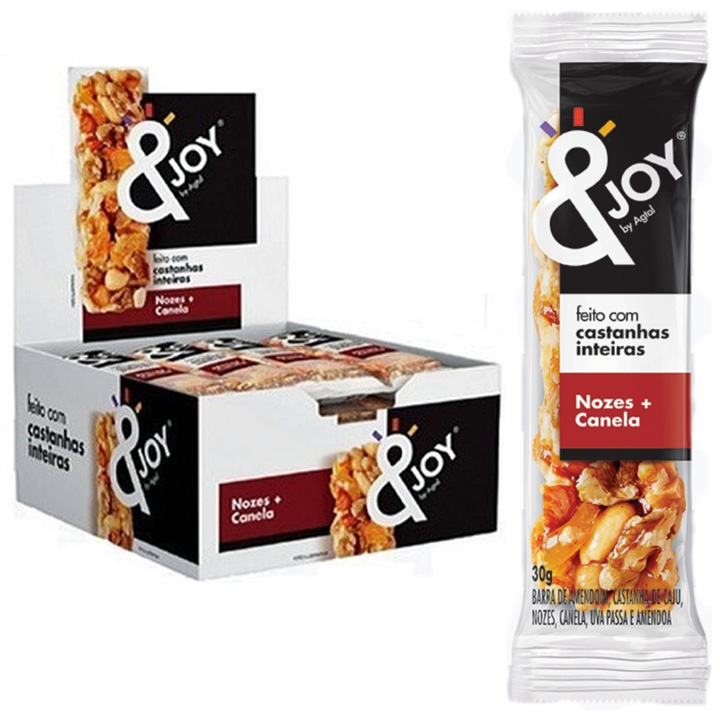 &JOY®
by Agtal
feito com
castanhas
inteiras
Nozes +
Canela
feito com
castanhas
inteiras
&JOY
Nozes +
Canela
&JOY®
by Agtal
&JOY®
by Agtal
feito com
castanhas
inteiras
Nozes +
Canela
30g
BARRA DE AMENDOIM, CASTANHA DE CAJU,
NOZES, CANELA, UVA PASSA E AMÊNDOA